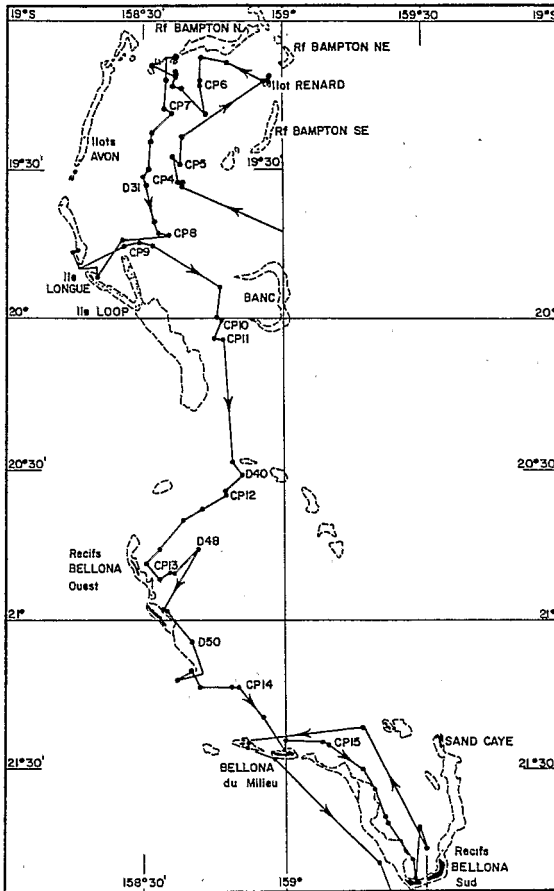 19°S
158°30'
159°
159°30'
19°S
Rf BAMPTON N
Rf BAMPTON NE
CP6
Ilot RENARD
CP7
Rf BAMPTON SE
Ilots
AVON
19°30'
CP5
19°30'
CP4
D31
CP8
CP9
Ile
LONGUE
BANC
Ile LOOP
20°
CP10
20°
CP11
20°30'
D40
20°30'
CP12
D48
Recifs
BELLONA
Ouest
CP13
21°
21°
D50
CP14
CP15
SAND CAYE
21°30'
BELLONA
du Milieu
21°30'
Recifs
BELLONA
Sud
158°30'
159°